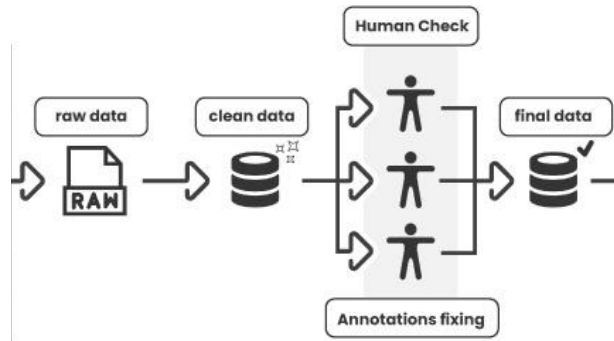 Human Check
raw data
clean data
final data
RAW
Annotations fixing